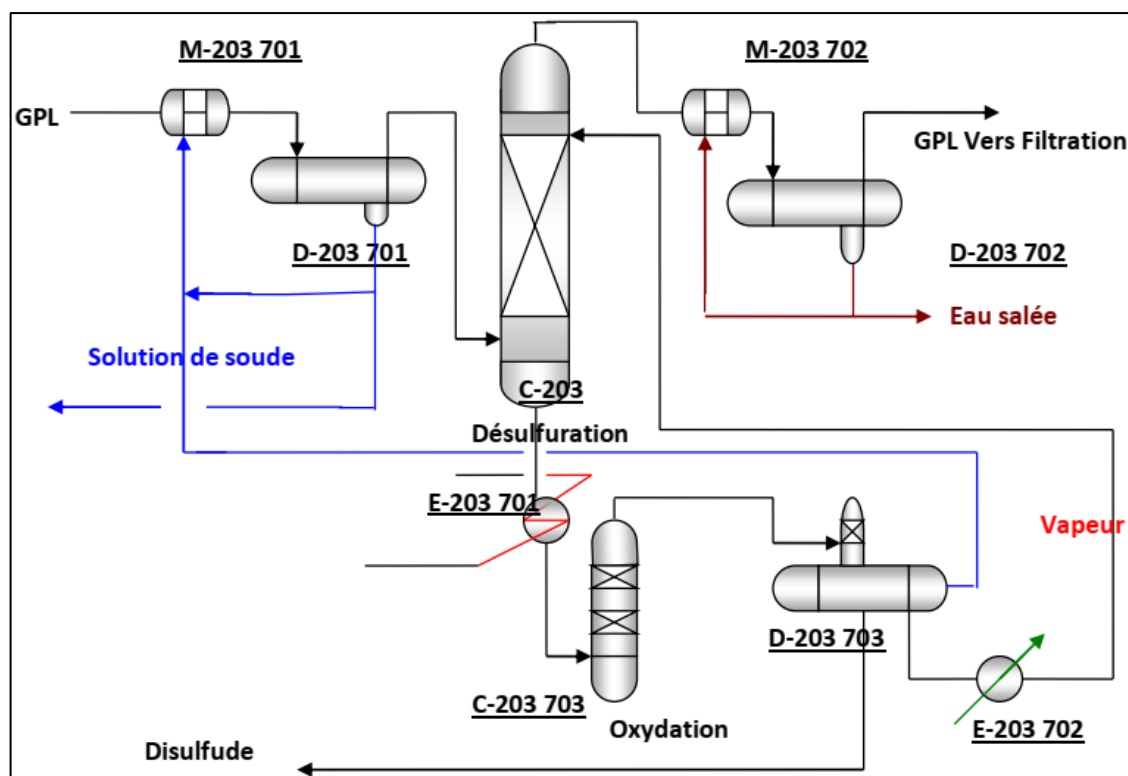 M-203 701
M-203 702
GPL
GPL Vers Filtration
D-203 701
D-203 702
Eau salée
Solution de soude
C-203
Désulfuration
E-203 701
Vapeur
D-203 703
C-203 703
Oxydation
E-203 702
Disulfude